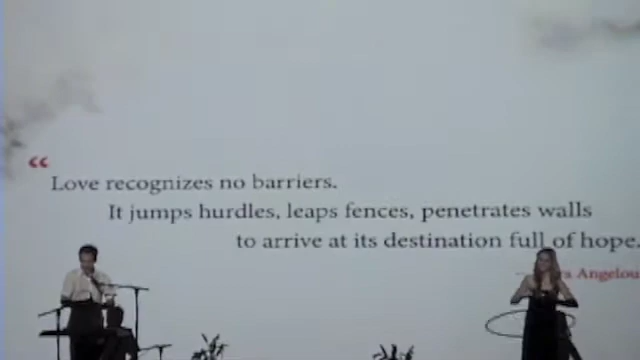 “ Love recognizes no barriers.
It jumps hurdles, leaps fences, penetrates walls
to arrive at its destination full of hope.
Angelou